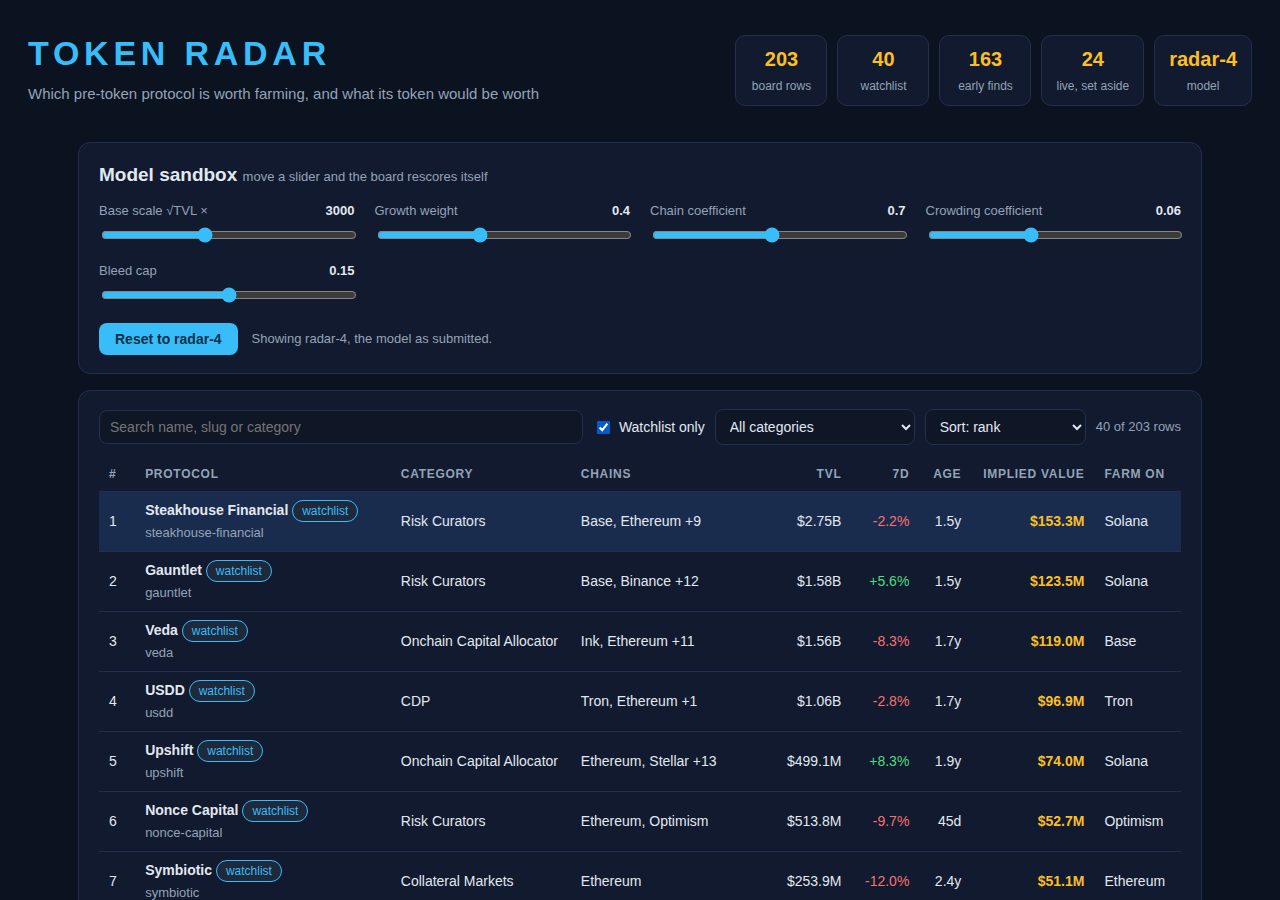 TOKEN RADAR
Which pre-token protocol is worth farming, and what its token would be worth
203
board rows
40
watchlist
163
early finds
24
live, set aside
radar-4
model
Model sandbox move a slider and the board rescores itself
Base scale √TVL × 3000
Growth weight 0.4
Chain coefficient 0.7
Crowding coefficient 0.06
Bleed cap 0.15
Reset to radar-4 Showing radar-4, the model as submitted.
Search name, slug or category Watchlist only All categories Sort: rank 40 of 203 rows
# PROTOCOL CATEGORY CHAINS TVL 7D AGE IMPLIED VALUE FARM ON
1 Steakhouse Financial watchlist Risk Curators Base, Ethereum +9 $2.75B -2.2% 1.5y $153.3M Solana
steakhouse-financial
2 Gauntlet watchlist Risk Curators Base, Binance +12 $1.58B +5.6% 1.5y $123.5M Solana
gauntlet
3 Veda watchlist Onchain Capital Allocator Ink, Ethereum +11 $1.56B -8.3% 1.7y $119.0M Base
veda
4 USDD watchlist CDP Tron, Ethereum +1 $1.06B -2.8% 1.7y $96.9M Tron
usdd
5 Upshift watchlist Onchain Capital Allocator Ethereum, Stellar +13 $499.1M +8.3% 1.9y $74.0M Solana
upshift
6 Nonce Capital watchlist Risk Curators Ethereum, Optimism $513.8M -9.7% 45d $52.7M Optimism
nonce-capital
7 Symbiotic watchlist Collateral Markets Ethereum $253.9M -12.0% 2.4y $51.1M Ethereum
symbiotic